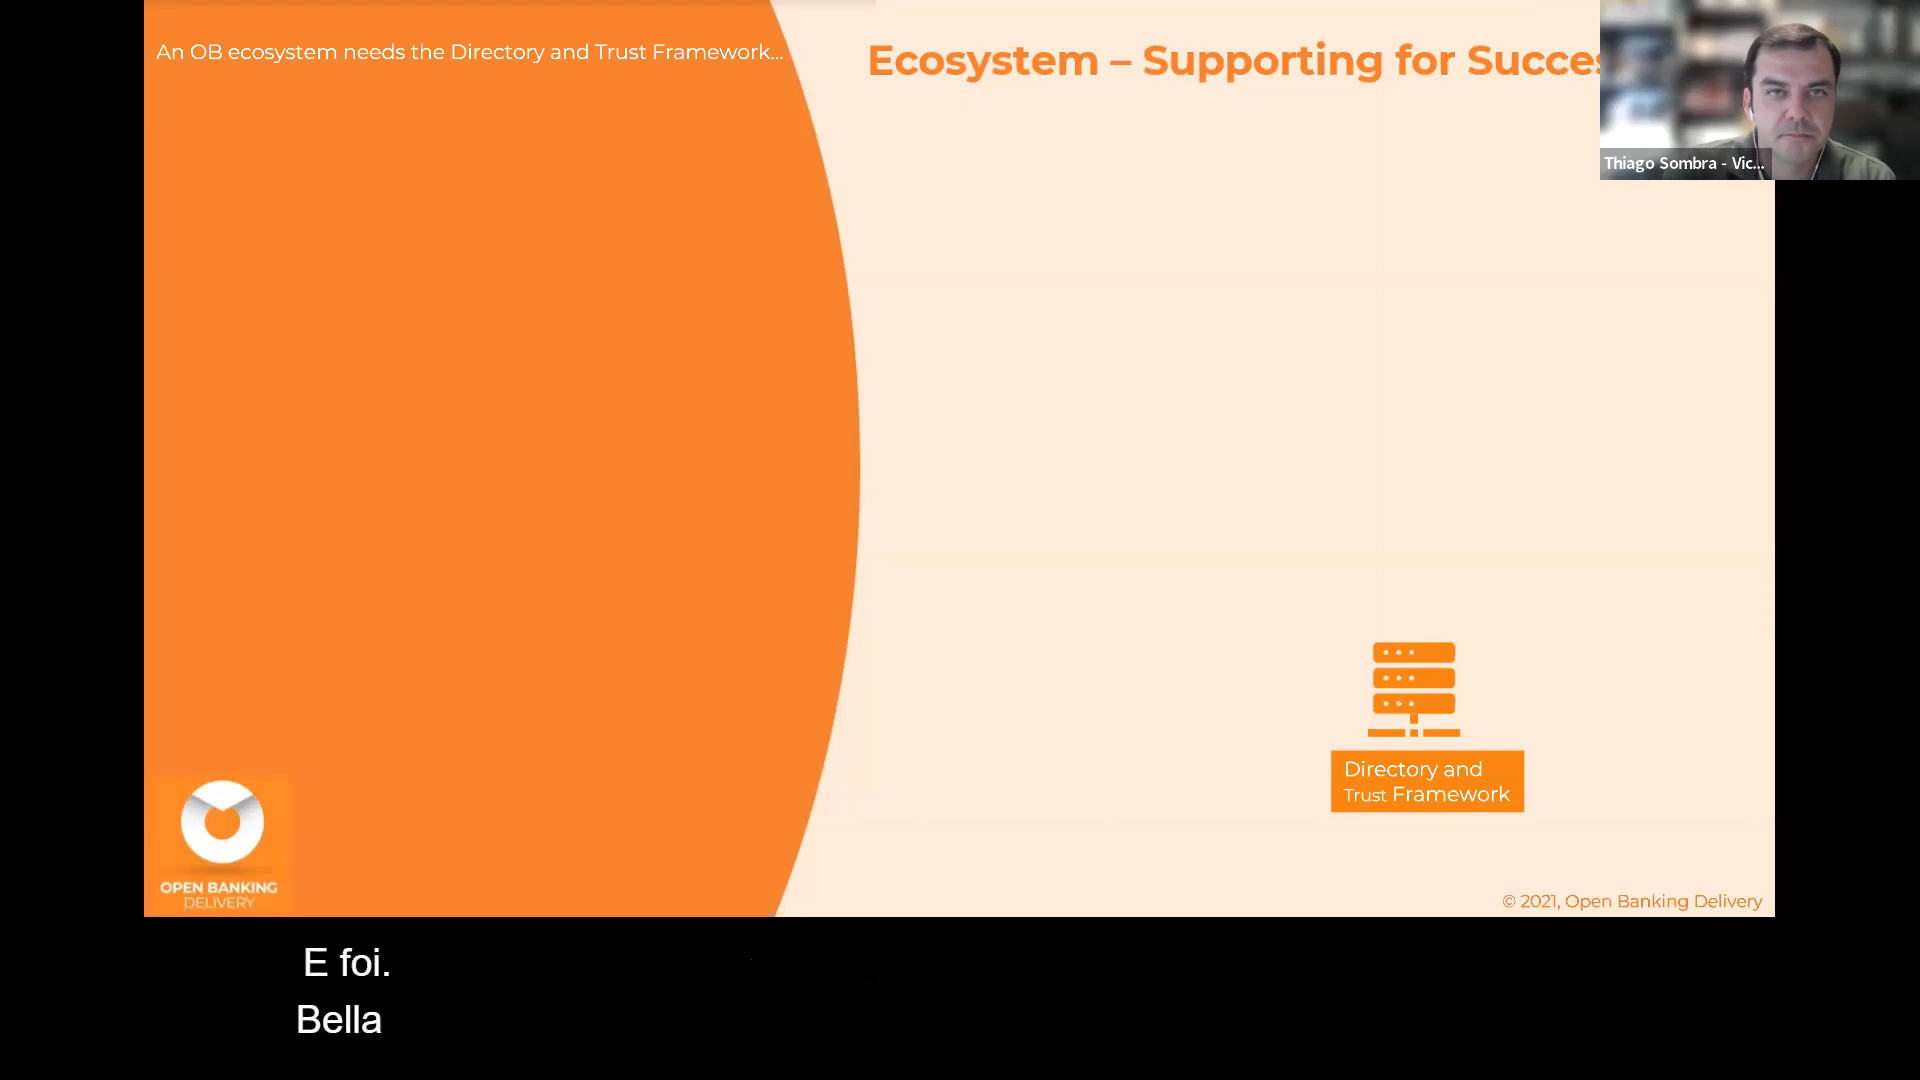 An OB ecosystem needs the Directory and Trust Framework...
Ecosystem – Supporting for Succes
Thiago Sombra - Vic...
Directory and
Trust Framework
OPEN BANKING
DELIVERY
© 2021, Open Banking Delivery
E foi.
Bella